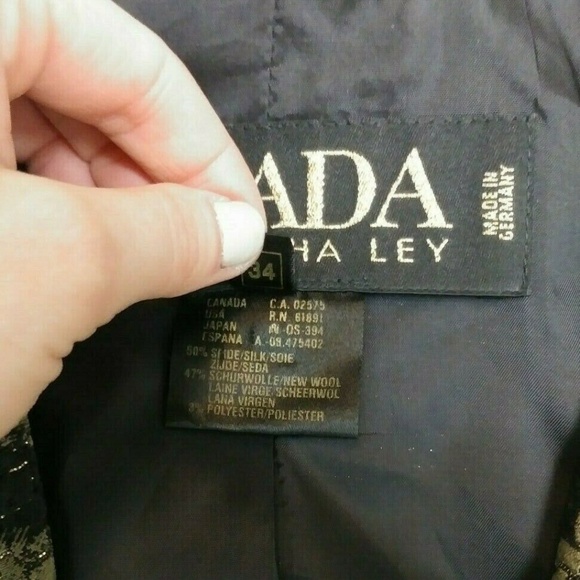 ADA
HA LEY
MADE IN
GERMANY
34
CANADA C.A. 02575
USA R.N. 61891
JAPAN -OS-394
ESPANA A.-09.475402
50% SEIDE/SILK/SOIE
ZIJDE/SEDA
47% SCHURWOLLE/NEW WOOL
LAINE VIRGE/SCHEERWOL
LANA VIRGEN
3% POLYESTER/POLIESTER